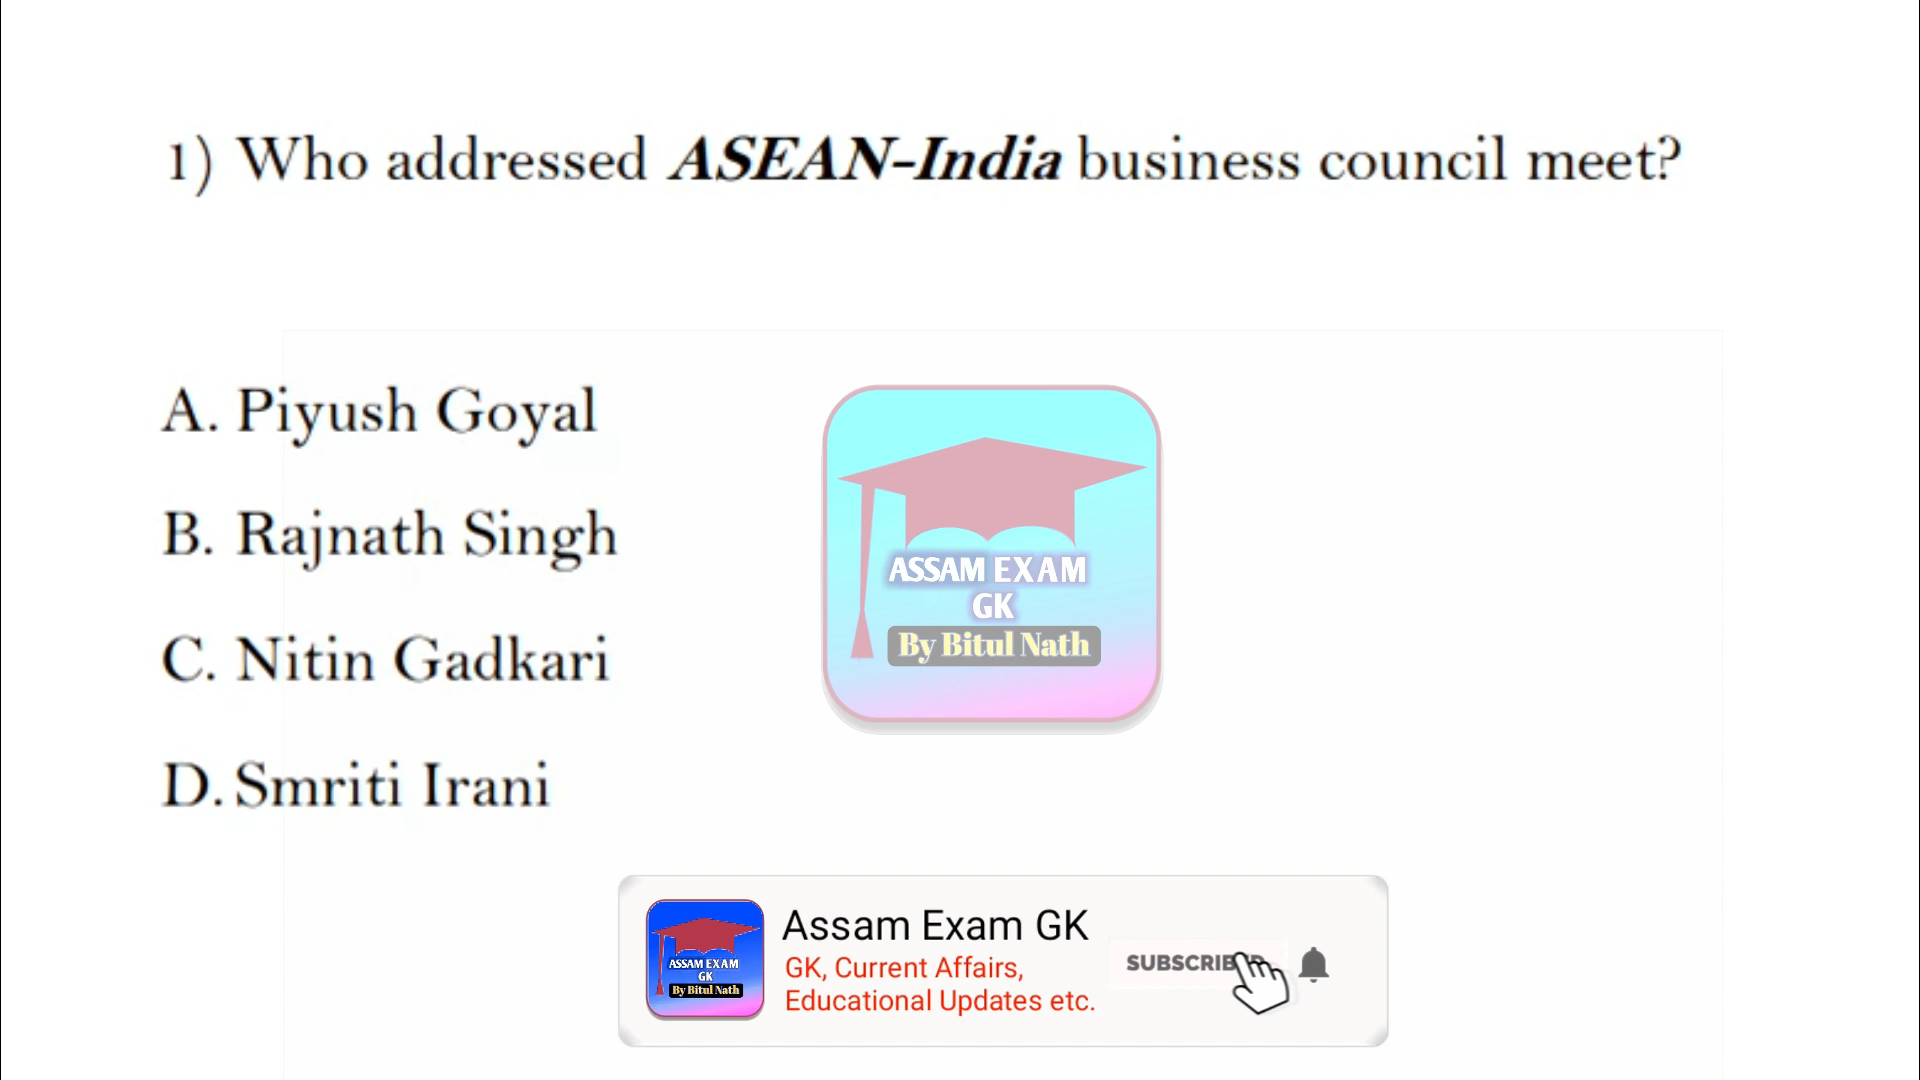 1) Who addressed ASEAN-India business council meet?
A. Piyush Goyal
B. Rajnath Singh
C. Nitin Gadkari
D. Smriti Irani
ASSAM EXAM
GK
By Bitul Nath
ASSAM EXAM
GK
By Bitul Nath
Assam Exam GK
GK, Current Affairs,
Educational Updates etc.